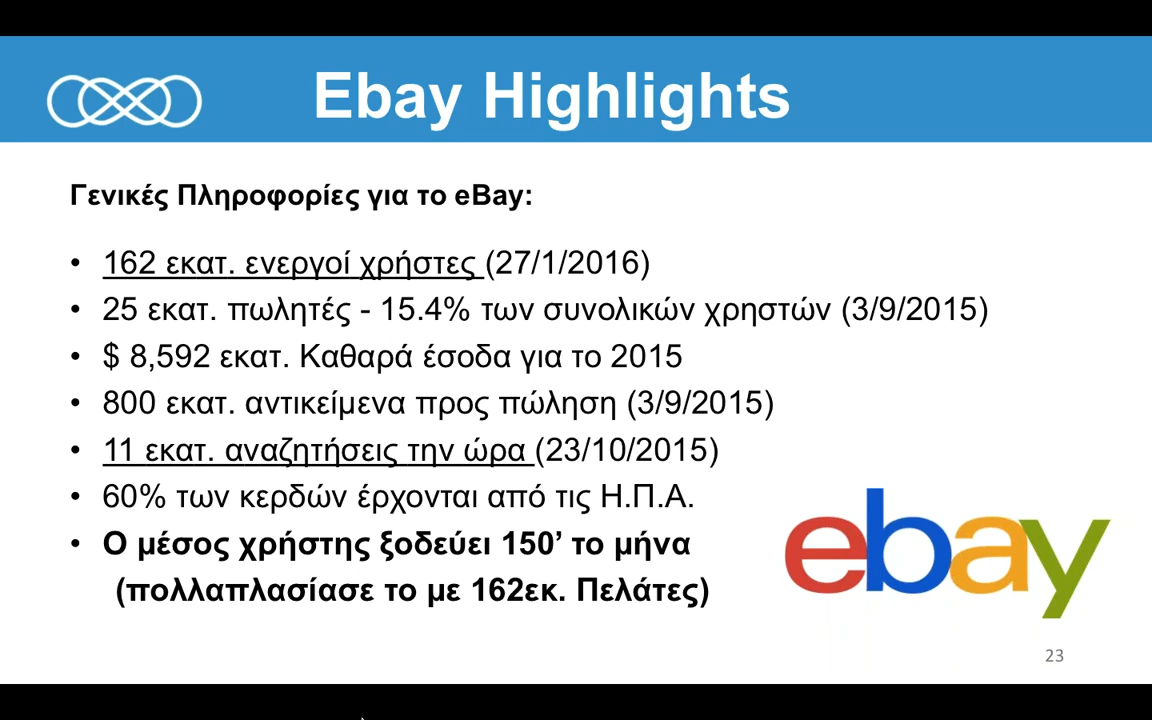 Ebay Highlights
Γενικές Πληροφορίες για το eBay:
• 162 εκατ. ενεργοί χρήστες (27/1/2016)
• 25 εκατ. πωλητές - 15.4% των συνολικών χρηστών (3/9/2015)
• $ 8,592 εκατ. Καθαρά έσοδα για το 2015
• 800 εκατ. αντικείμενα προς πώληση (3/9/2015)
• 11 εκατ. αναζητήσεις την ώρα (23/10/2015)
• 60% των κερδών έρχονται από τις Η.Π.Α.
• Ο μέσος χρήστης ξοδεύει 150’ το μήνα
(πολλαπλασίασε το με 162εκ. Πελάτες)
ebay
23